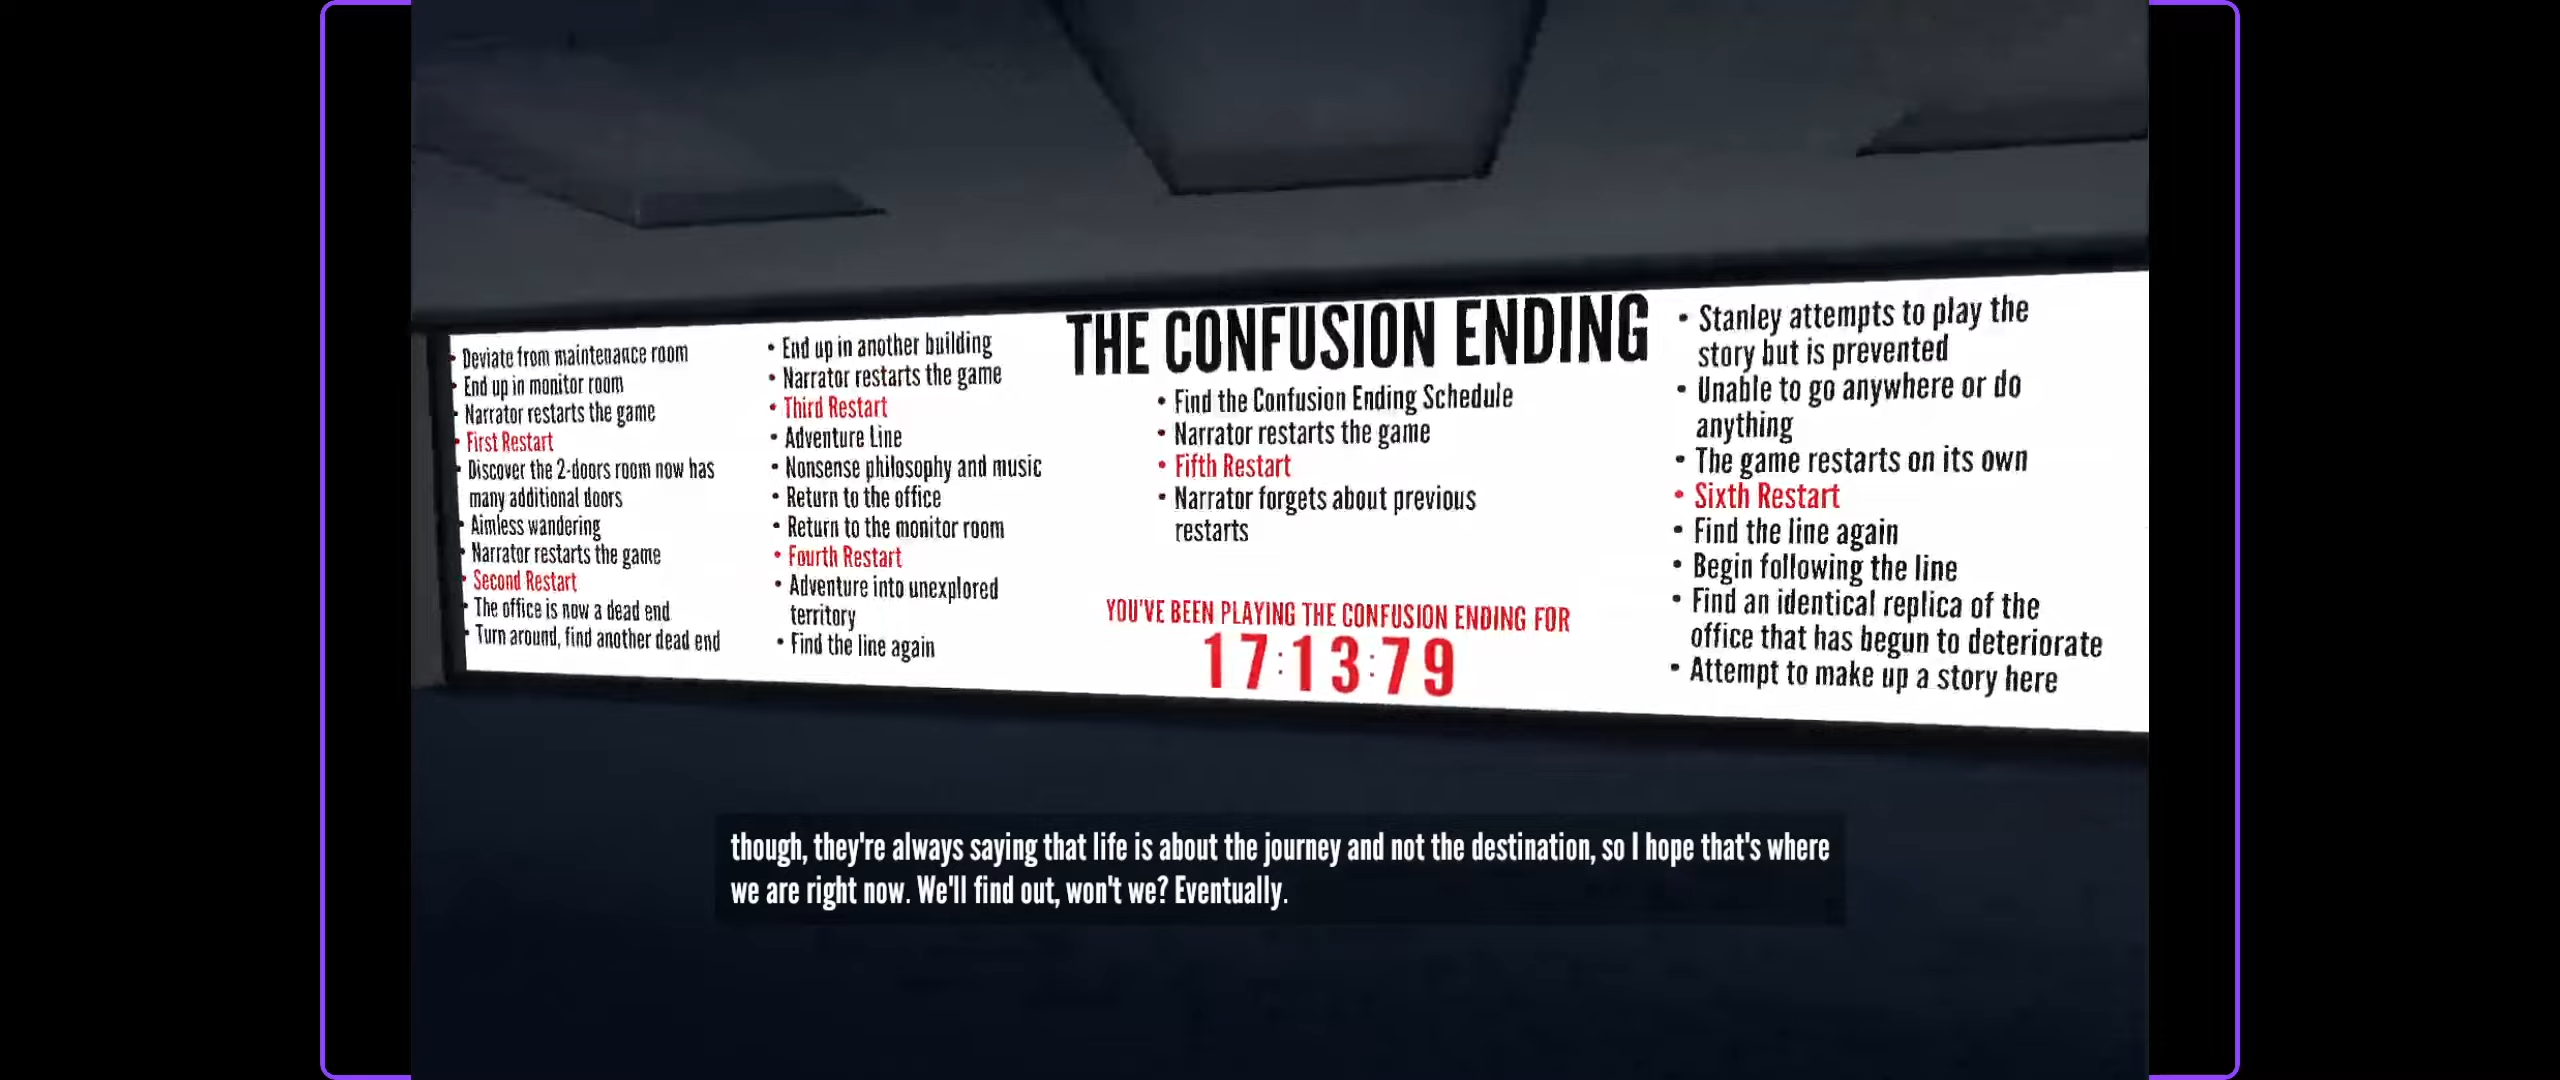 • Deviate from maintenance room
• End up in monitor room
• Narrator restarts the game
• First Restart
• Discover the 2-doors room now has
many additional doors
• Aimless wandering
• Narrator restarts the game
• Second Restart
• The office is now a dead end
• Turn around, find another dead end
• End up in another building
• Narrator restarts the game
• Third Restart
• Adventure Line
• Nonsense philosophy and music
• Return to the office
• Return to the monitor room
• Fourth Restart
• Adventure into unexplored
territory
• Find the line again
THE CONFUSION ENDING
• Find the Confusion Ending Schedule
• Narrator restarts the game
• Fifth Restart
• Narrator forgets about previous
restarts
YOU'VE BEEN PLAYING THE CONFUSION ENDING FOR
17:13:79
• Stanley attempts to play the
story but is prevented
• Unable to go anywhere or do
anything
• The game restarts on its own
• Sixth Restart
• Find the line again
• Begin following the line
• Find an identical replica of the
office that has begun to deteriorate
• Attempt to make up a story here
though, they're always saying that life is about the journey and not the destination, so I hope that's where
we are right now. We'll find out, won't we? Eventually.